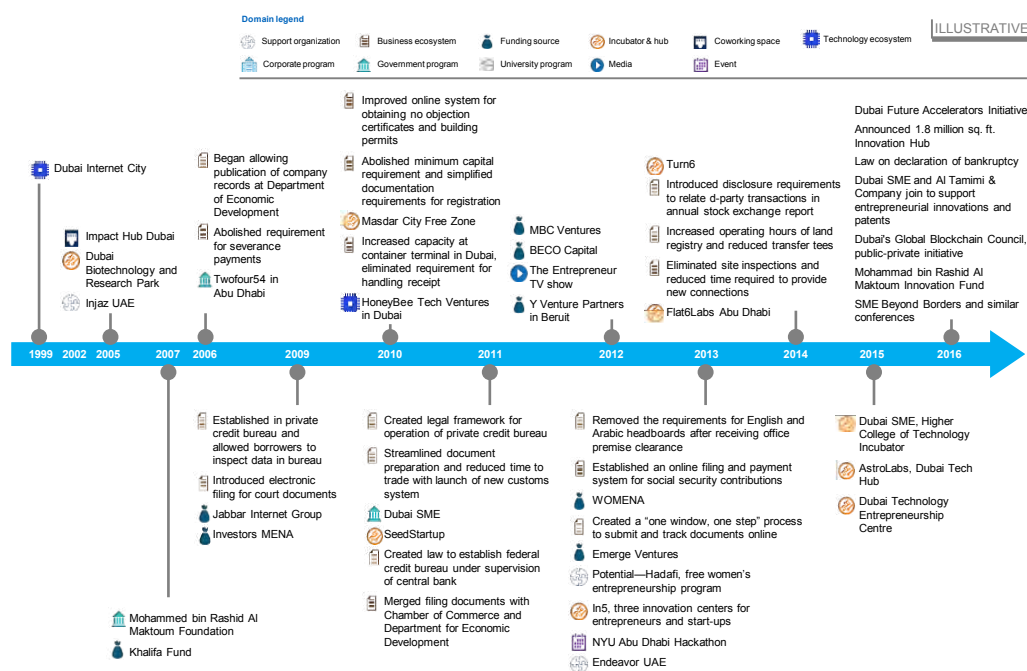 Domain legend
ILLUSTRATIVE
Support organization
Business ecosystem
Funding source
Incubator & hub
Coworking space
Technology ecosystem
Corporate program
Government program
University program
Media
Event
Dubai Internet City
Impact Hub Dubai
Dubai
Biotechnology and
Research Park
Injaz UAE
Began allowing
publication of company
records at Department
of Economic
Development
Abolished requirement
for severance
payments
Twofour54 in
Abu Dhabi
Improved online system for
obtaining no objection
certificates and building
permits
Abolished minimum capital
requirement and simplified
documentation
requirements for registration
Masdar City Free Zone
Increased capacity at
container terminal in Dubai,
eliminated requirement for
handling receipt
HoneyBee Tech Ventures
in Dubai
MBC Ventures
BECO Capital
The Entrepreneur
TV show
Y Venture Partners
in Beruit
Turn6
Introduced disclosure requirements
to relate d-party transactions in
annual stock exchange report
Increased operating hours of land
registry and reduced transfer tees
Eliminated site inspections and
reduced time required to provide
new connections
Flat6Labs Abu Dhabi
Dubai Future Accelerators Initiative
Announced 1.8 million sq. ft.
Innovation Hub
Law on declaration of bankruptcy
Dubai SME and Al Tamimi &
Company join to support
entrepreneurial innovations and
patents
Dubai's Global Blockchain Council,
public-private initiative
Mohammad bin Rashid Al
Maktoum Innovation Fund
SME Beyond Borders and similar
conferences
1999 2002 2005 2007 2006 2009 2010 2011 2012 2013 2014 2015 2016
Mohammed bin Rashid Al
Maktoum Foundation
Khalifa Fund
Established in private
credit bureau and
allowed borrowers to
inspect data in bureau
Introduced electronic
filing for court documents
Jabbar Internet Group
Investors MENA
Created legal framework for
operation of private credit bureau
Streamlined document
preparation and reduced time to
trade with launch of new customs
system
Dubai SME
SeedStartup
Created law to establish federal
credit bureau under supervision
of central bank
Merged filing documents with
Chamber of Commerce and
Department for Economic
Development
Removed the requirements for English and
Arabic headboards after receiving office
premise clearance
Established an online filing and payment
system for social security contributions
WOMENA
Created a “one window, one step” process
to submit and track documents online
Emerge Ventures
Potential—Hadafi, free women’s
entrepreneurship program
In5, three innovation centers for
entrepreneurs and start-ups
NYU Abu Dhabi Hackathon
Endeavor UAE
Dubai SME, Higher
College of Technology
Incubator
AstroLabs, Dubai Tech
Hub
Dubai Technology
Entrepreneurship
Centre